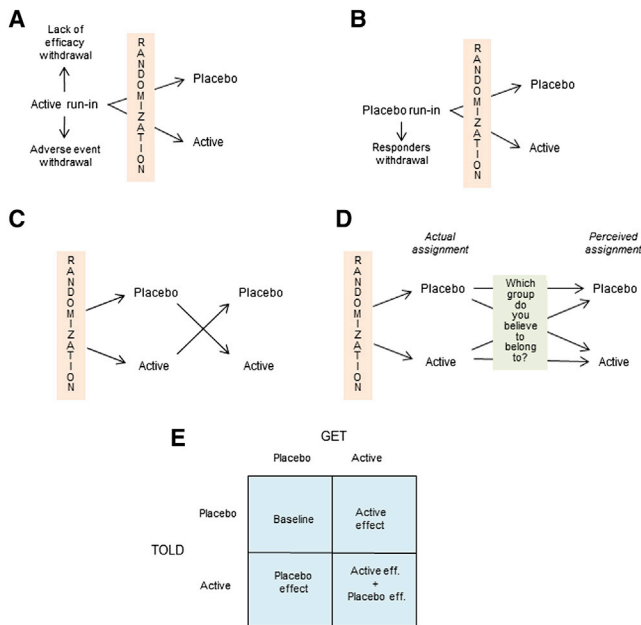 A
Lack of
efficacy
withdrawal
Active run-in
Adverse event
withdrawal
RANDOMIZATION
Placebo
Active
B
Placebo run-in
Responders
withdrawal
RANDOMIZATION
Placebo
Active
C
RANDOMIZATION
Placebo
Active
Placebo
Active
D
Actual
assignment
Perceived
assignment
RANDOMIZATION
Placebo
Active
Which
group
do
you
believe
to
belong
to?
Placebo
Active
E
GET
Placebo Active
TOLD
Placebo
Baseline
Active
effect
Active
Placebo
effect
Active eff.
+
Placebo eff.